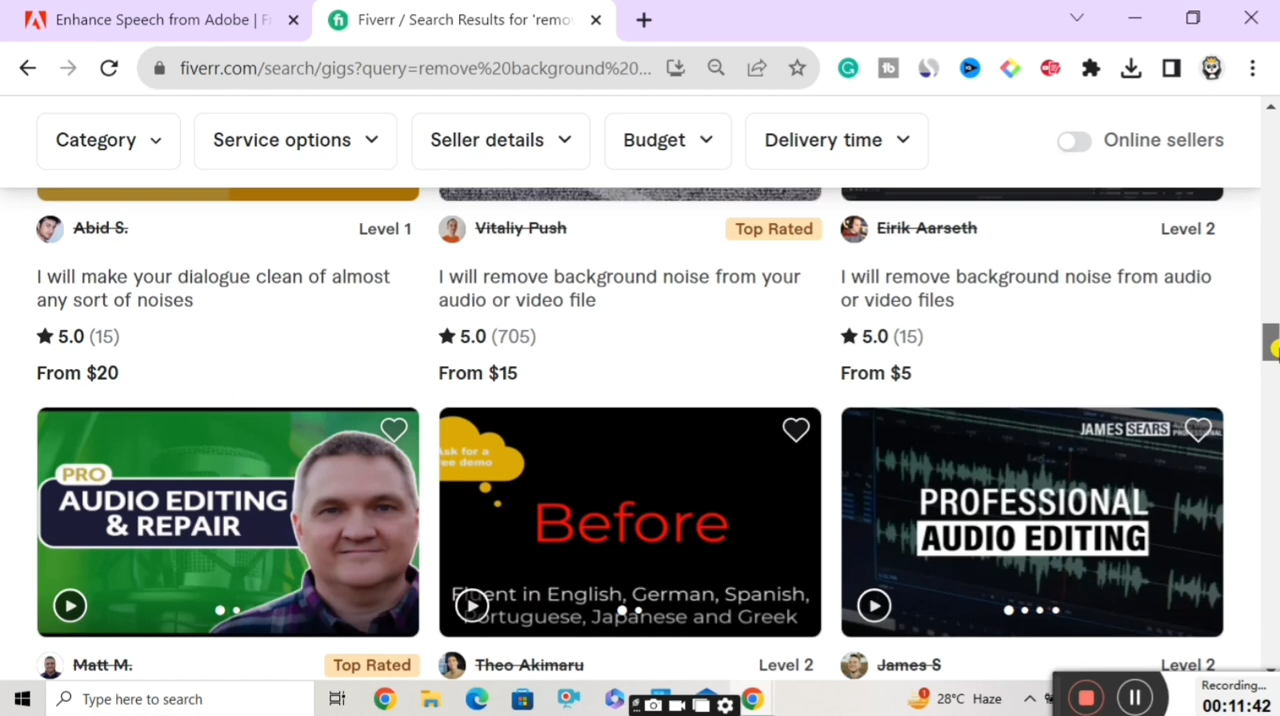 Enhance Speech from Adobe | F
Fiverr / Search Results for 'remo
fiverr.com/search/gigs?query=remove%20background%20...
Category
Service options
Seller details
Budget
Delivery time
Online sellers
Abid S.
Level 1
Vitaliy Push
Top Rated
Eirik Aarseth
Level 2
I will make your dialogue clean of almost
any sort of noises
I will remove background noise from your
audio or video file
I will remove background noise from audio
or video files
5.0 (15)
5.0 (705)
5.0 (15)
From $20
From $15
From $5
PRO
AUDIO EDITING
& REPAIR
ask for a
free demo
Before
Fluent in English, German, Spanish,
Portuguese, Japanese and Greek
JAMES SEARS
PROFESSIONAL
AUDIO EDITING
Matt M.
Top Rated
Theo Akimaru
Level 2
James S
Level 2
Type here to search
28°C Haze
Recording...
00:11:42